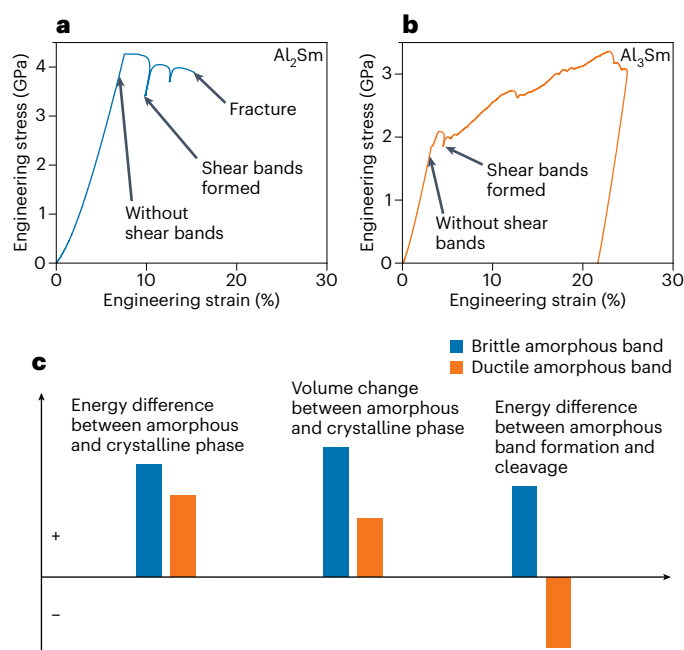 a
Al₂Sm
Engineering stress (GPa)
4
3
2
1
0
0
10
20
30
Engineering strain (%)
Fracture
Shear bands
formed
Without
shear bands
b
Al₃Sm
Engineering stress (GPa)
3
2
1
0
0
10
20
30
Engineering strain (%)
Shear bands
formed
Without shear
bands
c
Brittle amorphous band
Ductile amorphous band
Energy difference
between amorphous
and crystalline phase
Volume change
between amorphous
and crystalline phase
Energy difference
between amorphous
band formation and
cleavage
+
−